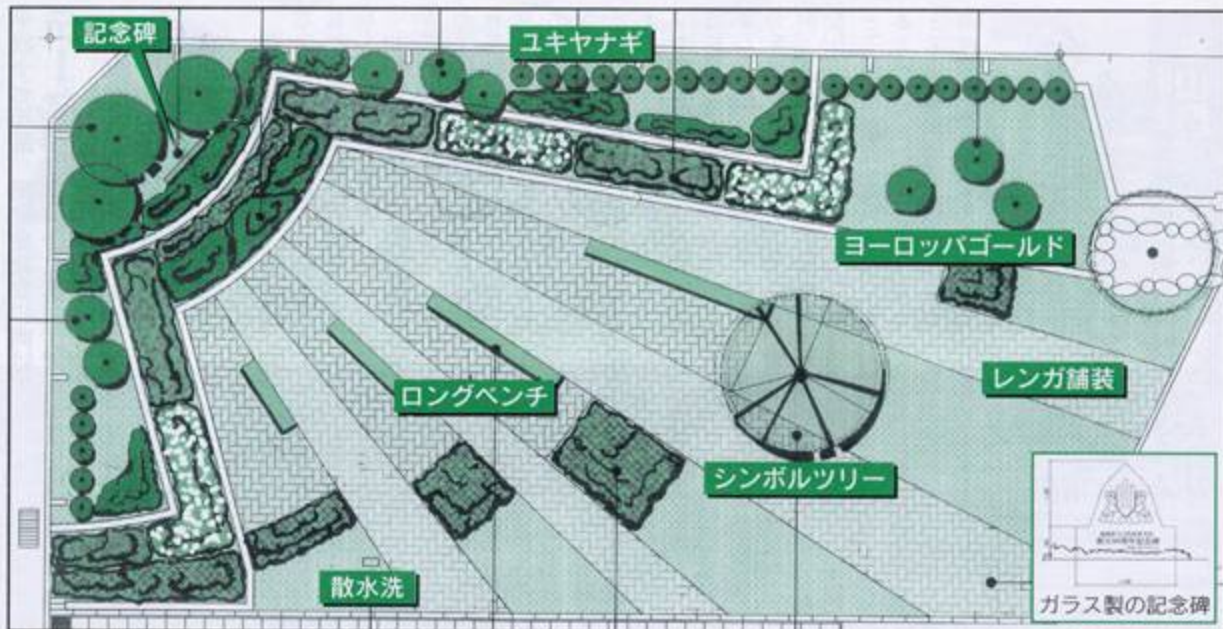 記念碑
ユキヤナギ
ヨーロッパゴールド
レンガ舗装
ロングベンチ
シンボルツリー
散水洗
ガラス製の記念碑